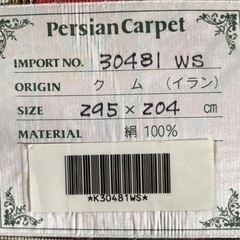 Persian Carpet
IMPORT NO. 30481 WS
ORIGIN ク ム (イラン)
SIZE 295 × 204 cm
MATERIAL 絹 100%
*K30481WS*